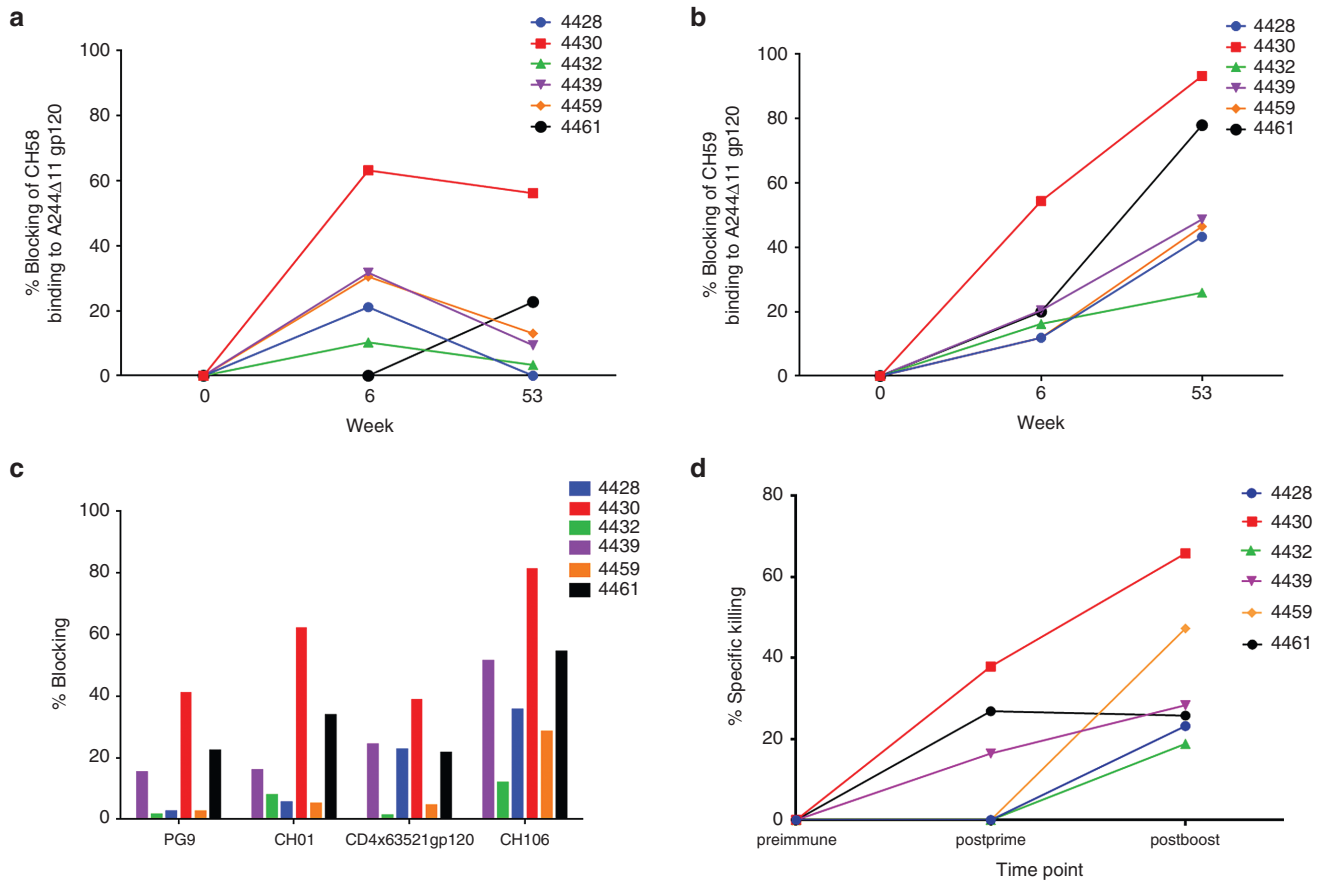 a
% Blocking of CH58
binding to A244Δ11 gp120
100
80
60
40
20
0
0
6
53
Week
4428
4430
4432
4439
4459
4461
b
% Blocking of CH59
binding to A244Δ11 gp120
100
80
60
40
20
0
0
6
53
Week
4428
4430
4432
4439
4459
4461
c
% Blocking
100
80
60
40
20
0
PG9
CH01
CD4x63521gp120
CH106
4428
4430
4432
4439
4459
4461
d
% Specific killing
80
60
40
20
0
preimmune
postprime
postboost
Time point
4428
4430
4432
4439
4459
4461